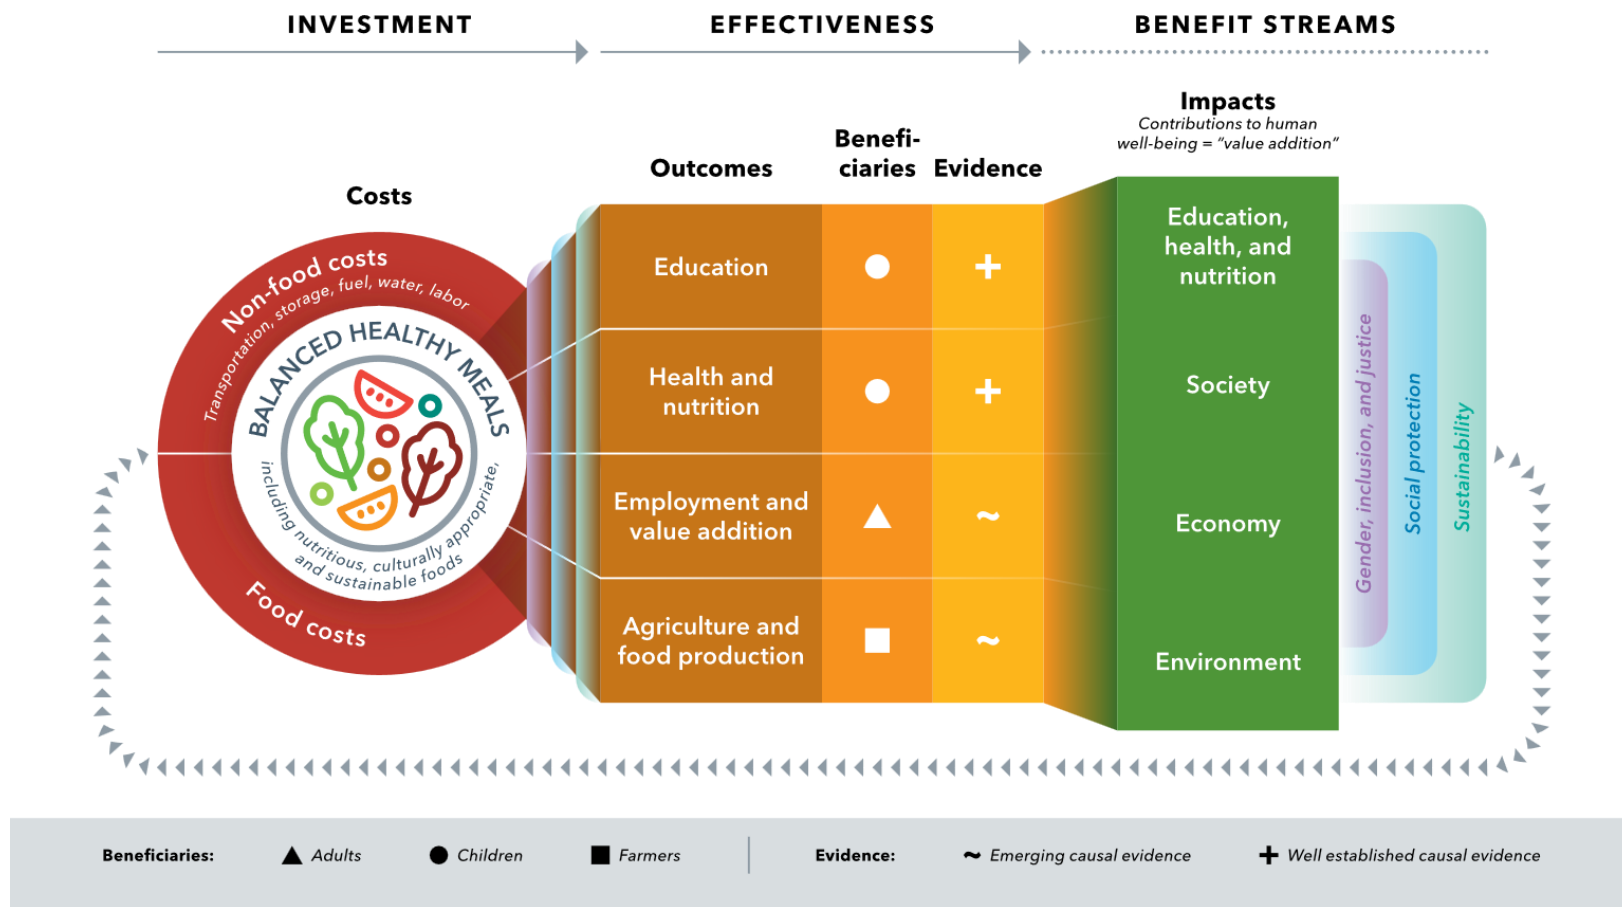 INVESTMENT
EFFECTIVENESS
BENEFIT STREAMS
Impacts
Contributions to human
well-being = “value addition”
Benefi-
ciaries
Outcomes
Evidence
Costs
Non-food costs
Transportation, storage, fuel, water, labor
BALANCED HEALTHY MEALS
including nutritious, culturally appropriate,
and sustainable foods
Food costs
Education
Health and
nutrition
Employment and
value addition
~
Agriculture and
food production
~
+
+
Education,
health, and
nutrition
Society
Economy
Environment
Gender, inclusion, and justice
Social protection
Sustainability
Beneficiaries:
Adults
Children
Farmers
Evidence:
~ Emerging causal evidence
+ Well established causal evidence